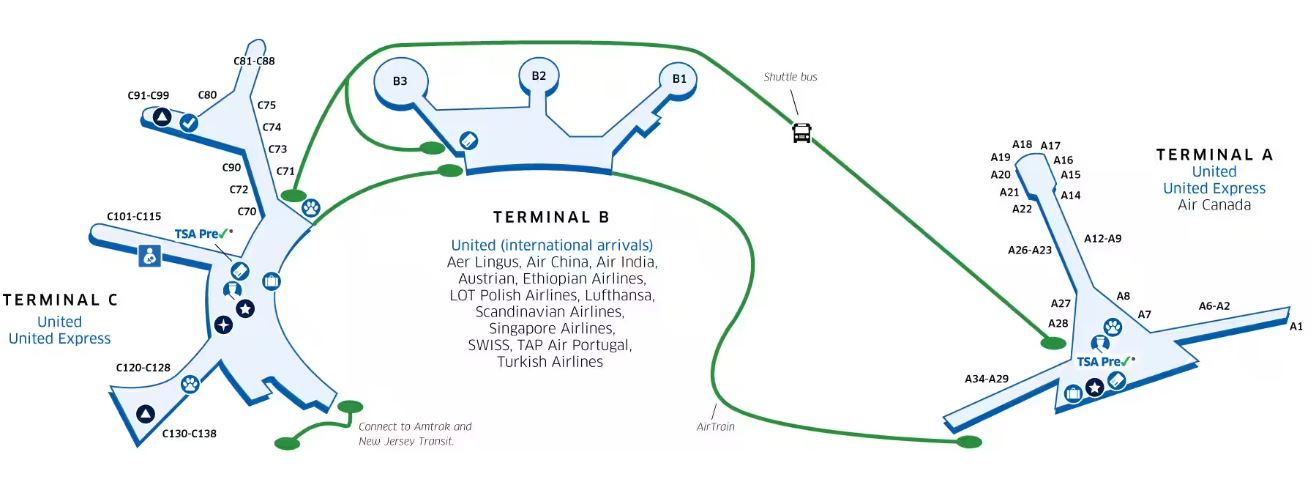 C81-C88
C91-C99
C80
C75
C74
C73
C71
C90
C72
C70
C101-C115
TSA Pre✓®
TERMINAL C
United
United Express
C120-C128
C130-C138
Connect to Amtrak and
New Jersey Transit.
B3
B2
B1
TERMINAL B
United (international arrivals)
Aer Lingus, Air China, Air India,
Austrian, Ethiopian Airlines,
LOT Polish Airlines, Lufthansa,
Scandinavian Airlines,
Singapore Airlines,
SWISS, TAP Air Portugal,
Turkish Airlines
Shuttle bus
AirTrain
TERMINAL A
United
United Express
Air Canada
A18
A17
A19
A16
A20
A15
A21
A14
A22
A26-A23
A12-A9
A27
A8
A28
A7
A6-A2
A1
TSA Pre✓®
A34-A29